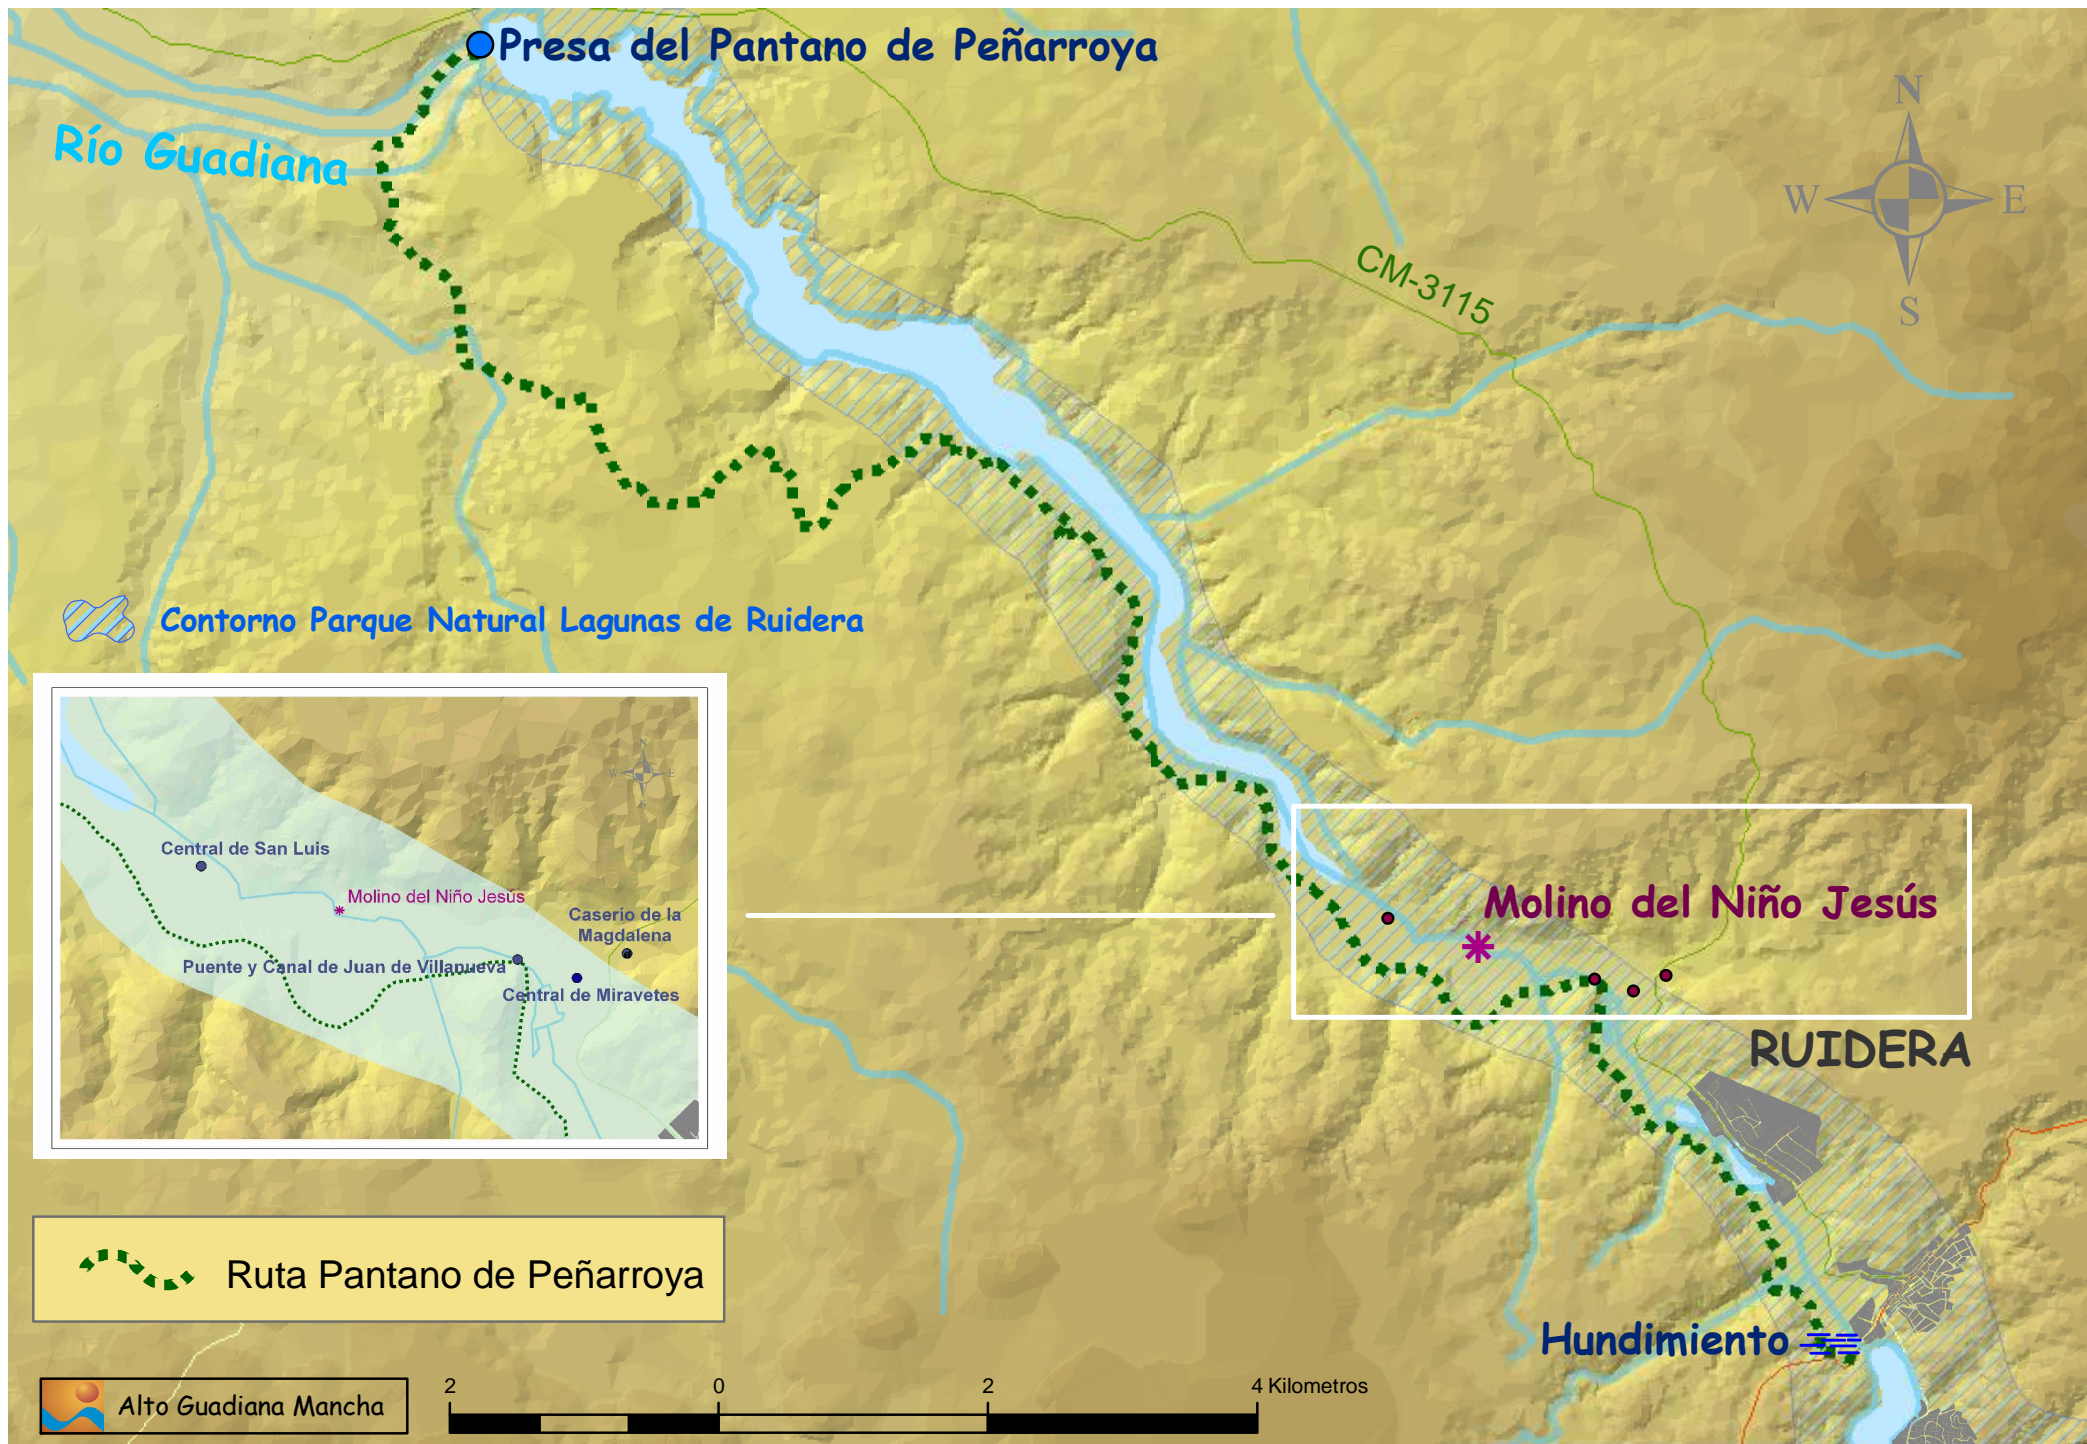 Presa del Pantano de Peñarroya
N
W
E
S
Río Guadiana
CM-3115
Contorno Parque Natural Lagunas de Ruidera
N
W
E
S
Central de San Luis
Molino del Niño Jesús
Caserío de la
Magdalena
Puente y Canal de Juan de Villanueva
Central de Miravetes
Molino del Niño Jesús
RUIDERA
Ruta Pantano de Peñarroya
Hundimiento
Alto Guadiana Mancha
2 0 2 4 Kilometros